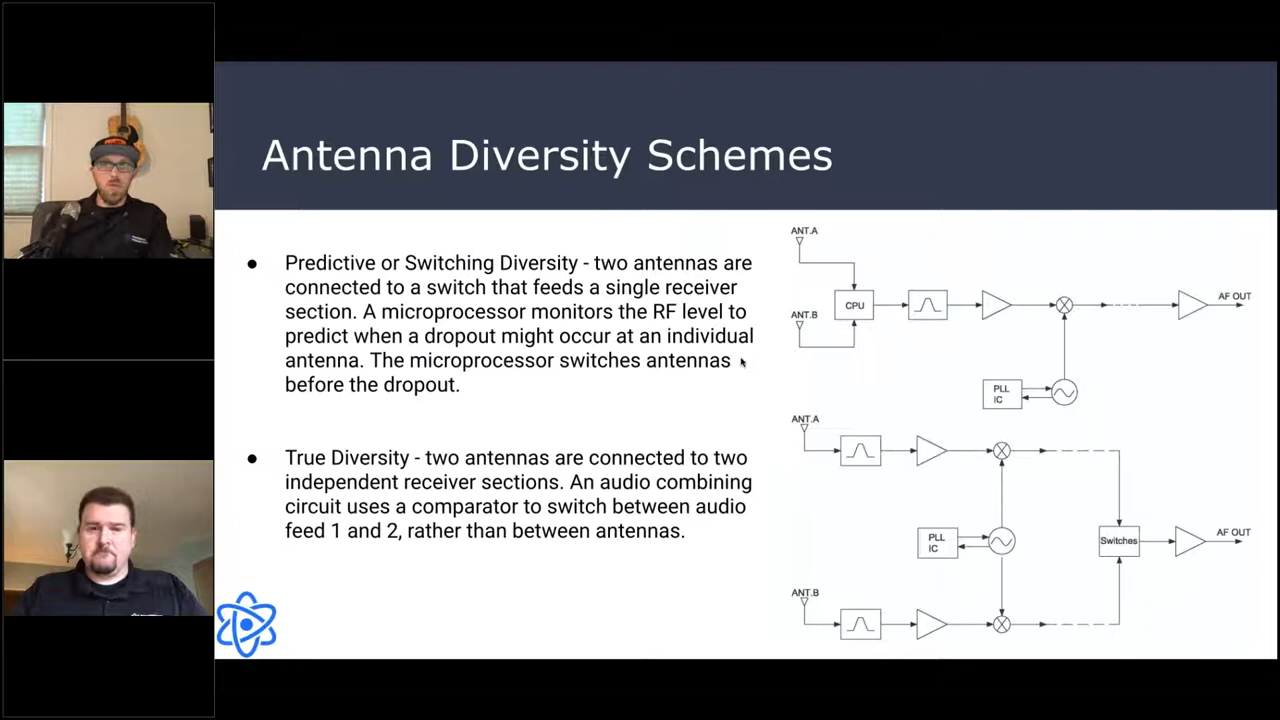 Antenna Diversity Schemes
● Predictive or Switching Diversity - two antennas are
connected to a switch that feeds a single receiver
section. A microprocessor monitors the RF level to
predict when a dropout might occur at an individual
antenna. The microprocessor switches antennas
before the dropout.
● True Diversity - two antennas are connected to two
independent receiver sections. An audio combining
circuit uses a comparator to switch between audio
feed 1 and 2, rather than between antennas.
ANT.A
CPU
AF OUT
ANT.B
PLL
IC
ANT.A
PLL
IC
Switches
AF OUT
ANT.B